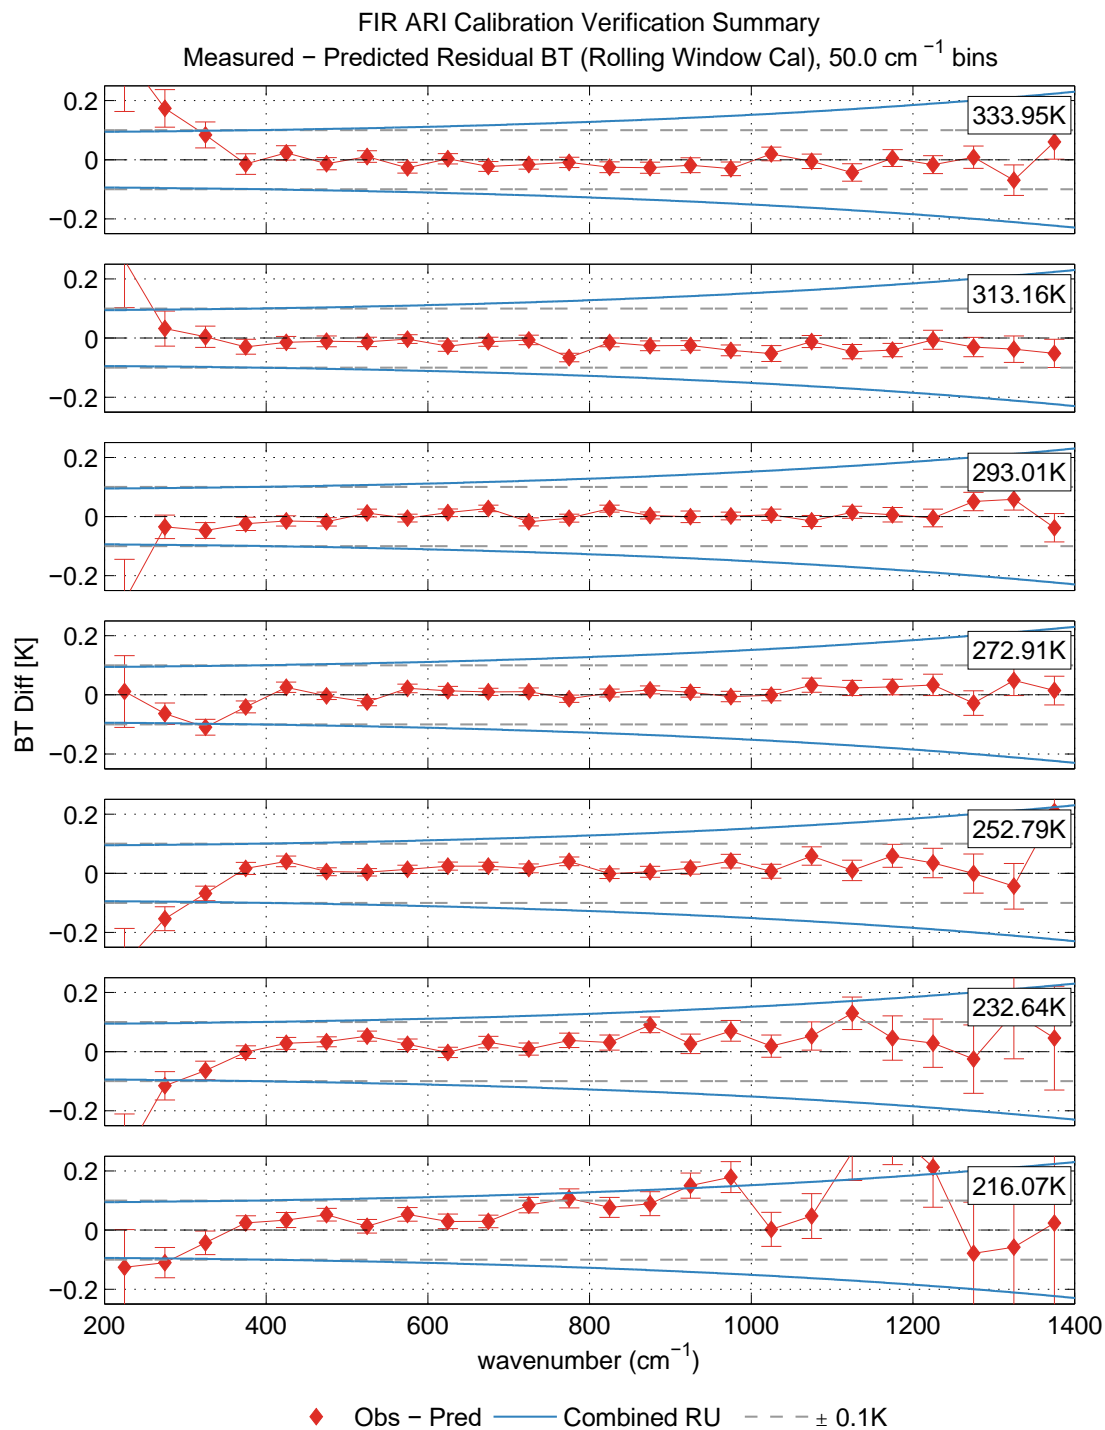 FIR ARI Calibration Verification Summary
Measured − Predicted Residual BT (Rolling Window Cal), 50.0 cm⁻¹ bins
0.2
0
−0.2
333.95K
0.2
0
−0.2
313.16K
0.2
0
−0.2
293.01K
BT Diff [K]
0.2
0
−0.2
272.91K
0.2
0
−0.2
252.79K
0.2
0
−0.2
232.64K
0.2
0
−0.2
216.07K
200 400 600 800 1000 1200 1400
wavenumber (cm⁻¹)
Obs − Pred Combined RU ± 0.1K